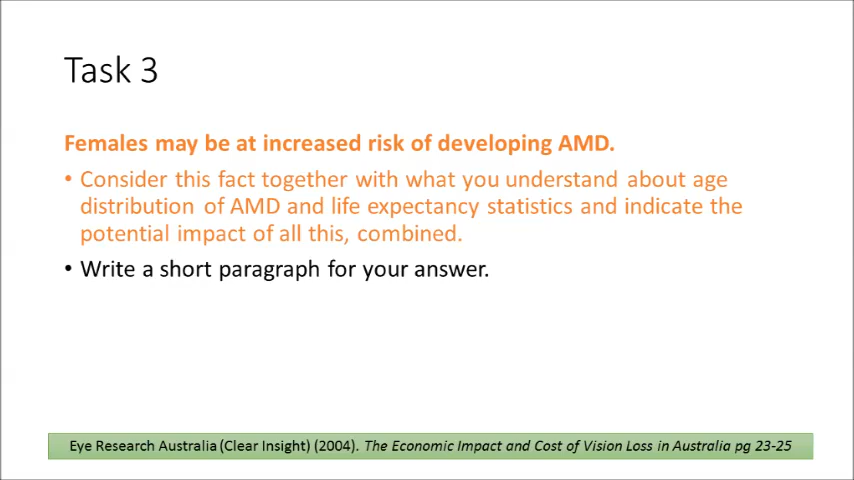 Task 3
Females may be at increased risk of developing AMD.
• Consider this fact together with what you understand about age
distribution of AMD and life expectancy statistics and indicate the
potential impact of all this, combined.
• Write a short paragraph for your answer.
Eye Research Australia (Clear Insight) (2004). The Economic Impact and Cost of Vision Loss in Australia pg 23-25